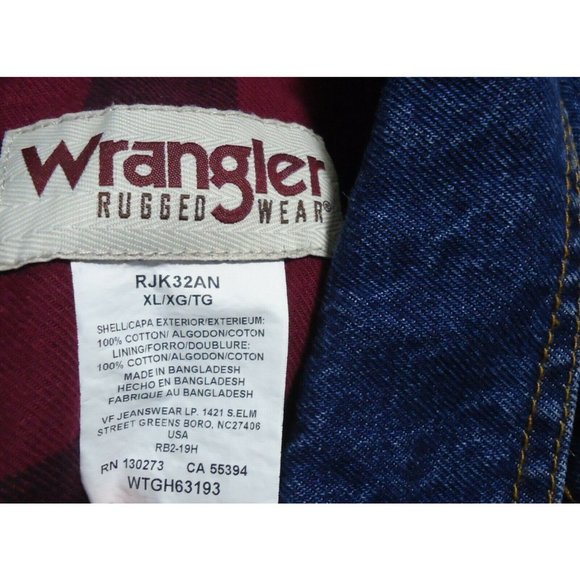 Wrangler®
RUGGED WEAR
RJK32AN
XL/XG/TG
SHELL/CAPA EXTERIOR/EXTERIEUM:
100% COTTON/ ALGODON/COTON
LINING/FORRO/DOUBLURE:
100% COTTON/ ALGODON/COTON
MADE IN BANGLADESH
HECHO EN BANGLADESH
FABRIQUE AU BANGLADESH
VF JEANSWEAR LP. 1421 S.ELM
STREET GREENS BORO, NC27406
USA
RB2-19H
RN 130273 CA 55394
WTGH63193